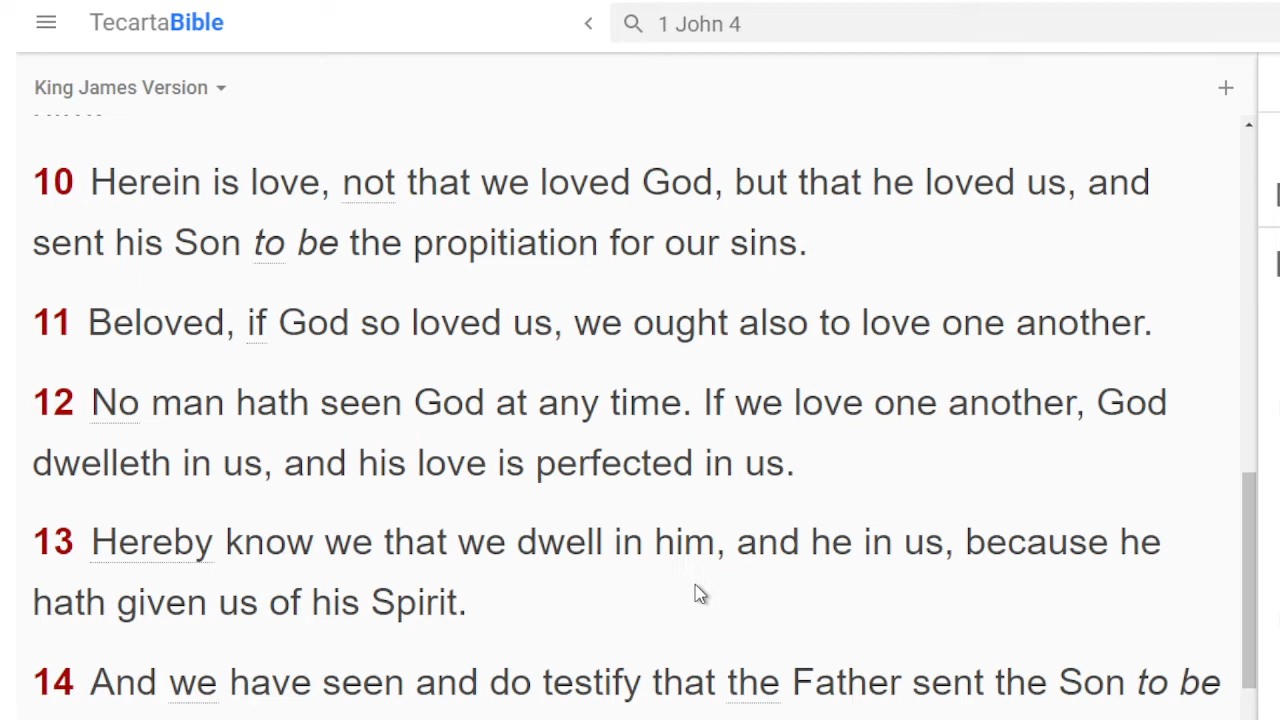 TecartaBible
1 John 4
King James Version
10 Herein is love, not that we loved God, but that he loved us, and
sent his Son to be the propitiation for our sins.
11 Beloved, if God so loved us, we ought also to love one another.
12 No man hath seen God at any time. If we love one another, God
dwelleth in us, and his love is perfected in us.
13 Hereby know we that we dwell in him, and he in us, because he
hath given us of his Spirit.
14 And we have seen and do testify that the Father sent the Son to be